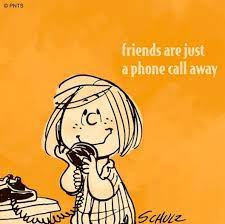 © PNTS
friends are just
a phone call away
SCHULZ